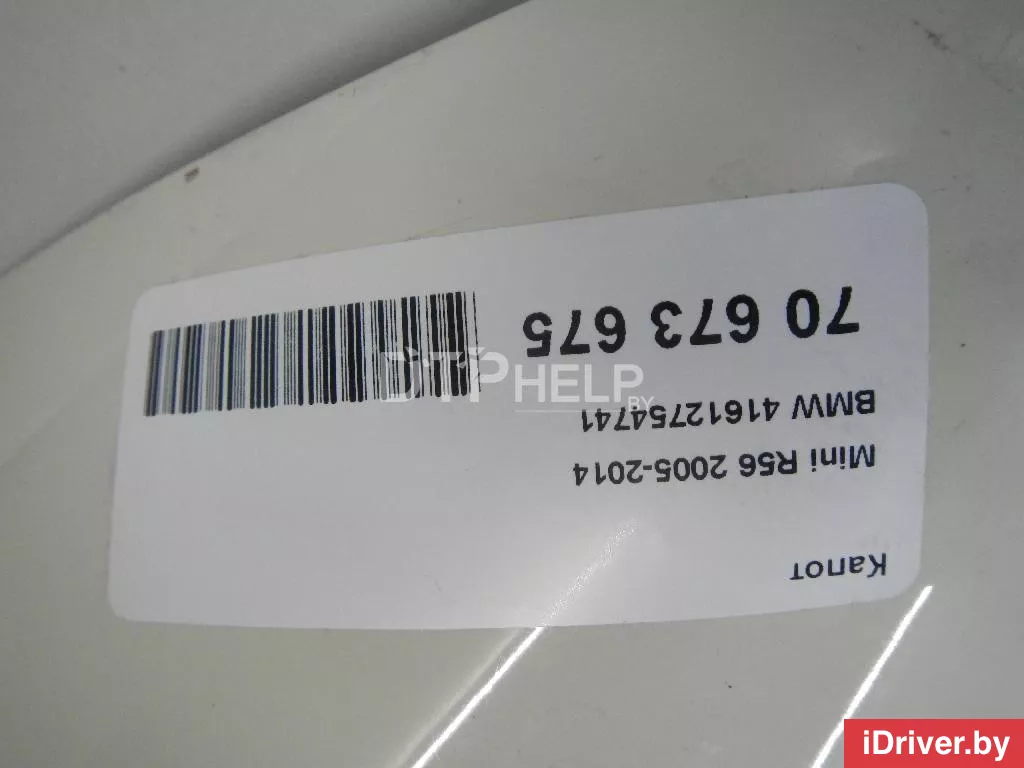 Капот
Mini R56 2005-2014
BMW 41612754741
70 673 675
DTPHELP.BY
iDriver.by